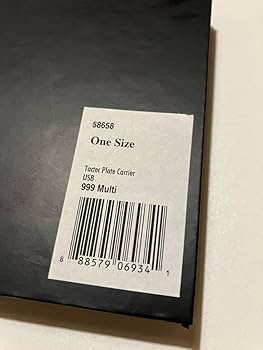 58658
One Size
Tactec Plate Carrier
USB
999 Multi
8 88579 06934 1